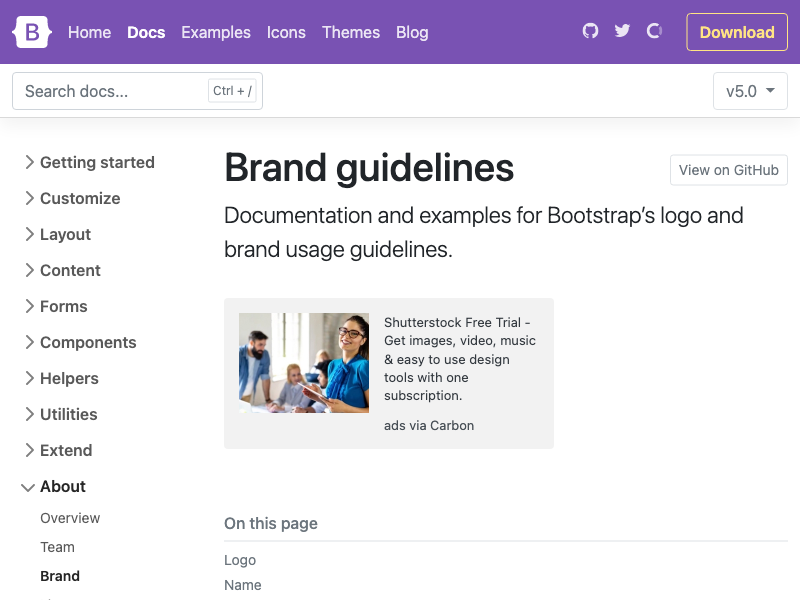 B Home Docs Examples Icons Themes Blog Download
Search docs... Ctrl + / v5.0
Getting started
Customize
Layout
Content
Forms
Components
Helpers
Utilities
Extend
About
Overview
Team
Brand
Brand guidelines
View on GitHub
Documentation and examples for Bootstrap’s logo and
brand usage guidelines.
Shutterstock Free Trial -
Get images, video, music
& easy to use design
tools with one
subscription.
ads via Carbon
On this page
Logo
Name